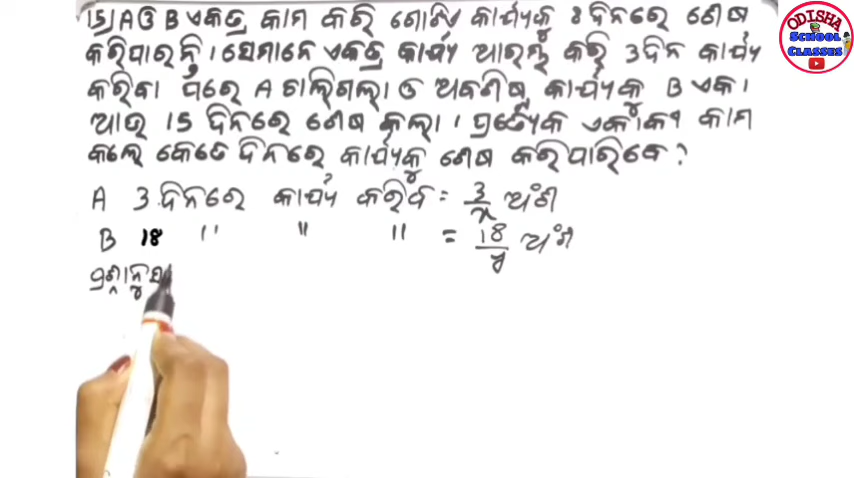 15) A ଓ B ଏକତ୍ର କାମ କରି ଗୋଟିଏ କାର୍ଯ୍ୟକୁ 8 ଦିନରେ ଶେଷ
କରିପାରନ୍ତି । ସେମାନେ ଏକତ୍ର କାର୍ଯ୍ୟ ଆରମ୍ଭ କରି 3 ଦିନ କାର୍ଯ୍ୟ
କରିବା ପରେ A ଚାଲିଗଲା ଓ ଅବଶିଷ୍ଟ କାର୍ଯ୍ୟକୁ B ଏକା
ଆଉ 15 ଦିନରେ ଶେଷ କଲା । ପ୍ରତ୍ୟେକ ଏକାକୀ କାମ
କଲେ କେତେ ଦିନରେ କାର୍ଯ୍ୟକୁ ଶେଷ କରିପାରିବେ ?
A 3 ଦିନରେ କାର୍ଯ୍ୟ କରିବ = 3/x ଅଂଶ
B 18 " " " = 18/y ଅଂଶ
ପ୍ରଶ୍ନାନୁସା
ODISHA
School
CLASSES